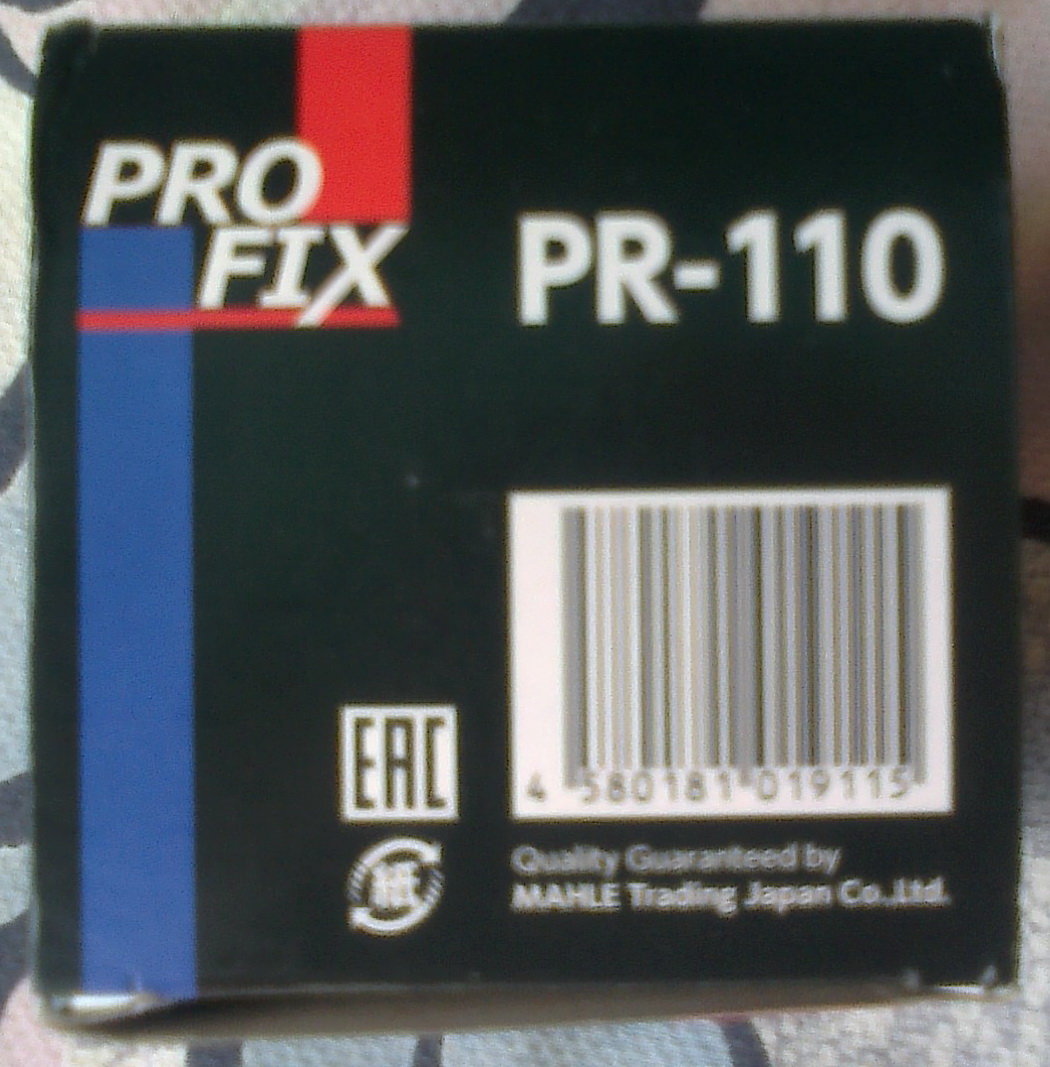 PRO
FIX
PR-110
4 580181 019115
EAC
Quality Guaranteed by
MAHLE Trading Japan Co.,Ltd.